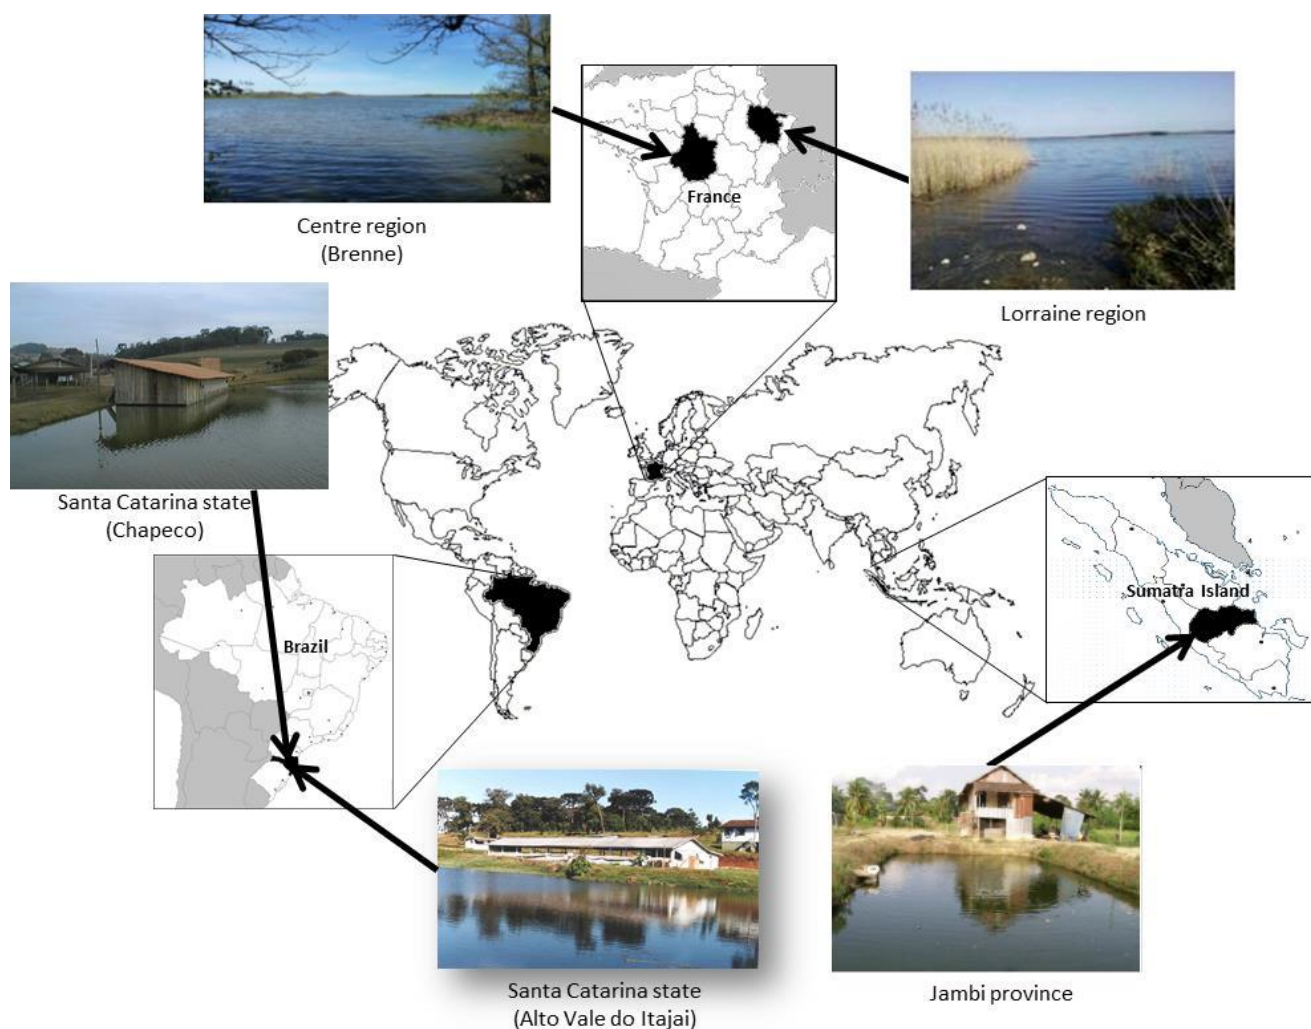 Centre region
(Brenne)
France
Lorraine region
Santa Catarina state
(Chapeco)
Brazil
Sumatra Island
Santa Catarina state
(Alto Vale do Itajai)
Jambi province